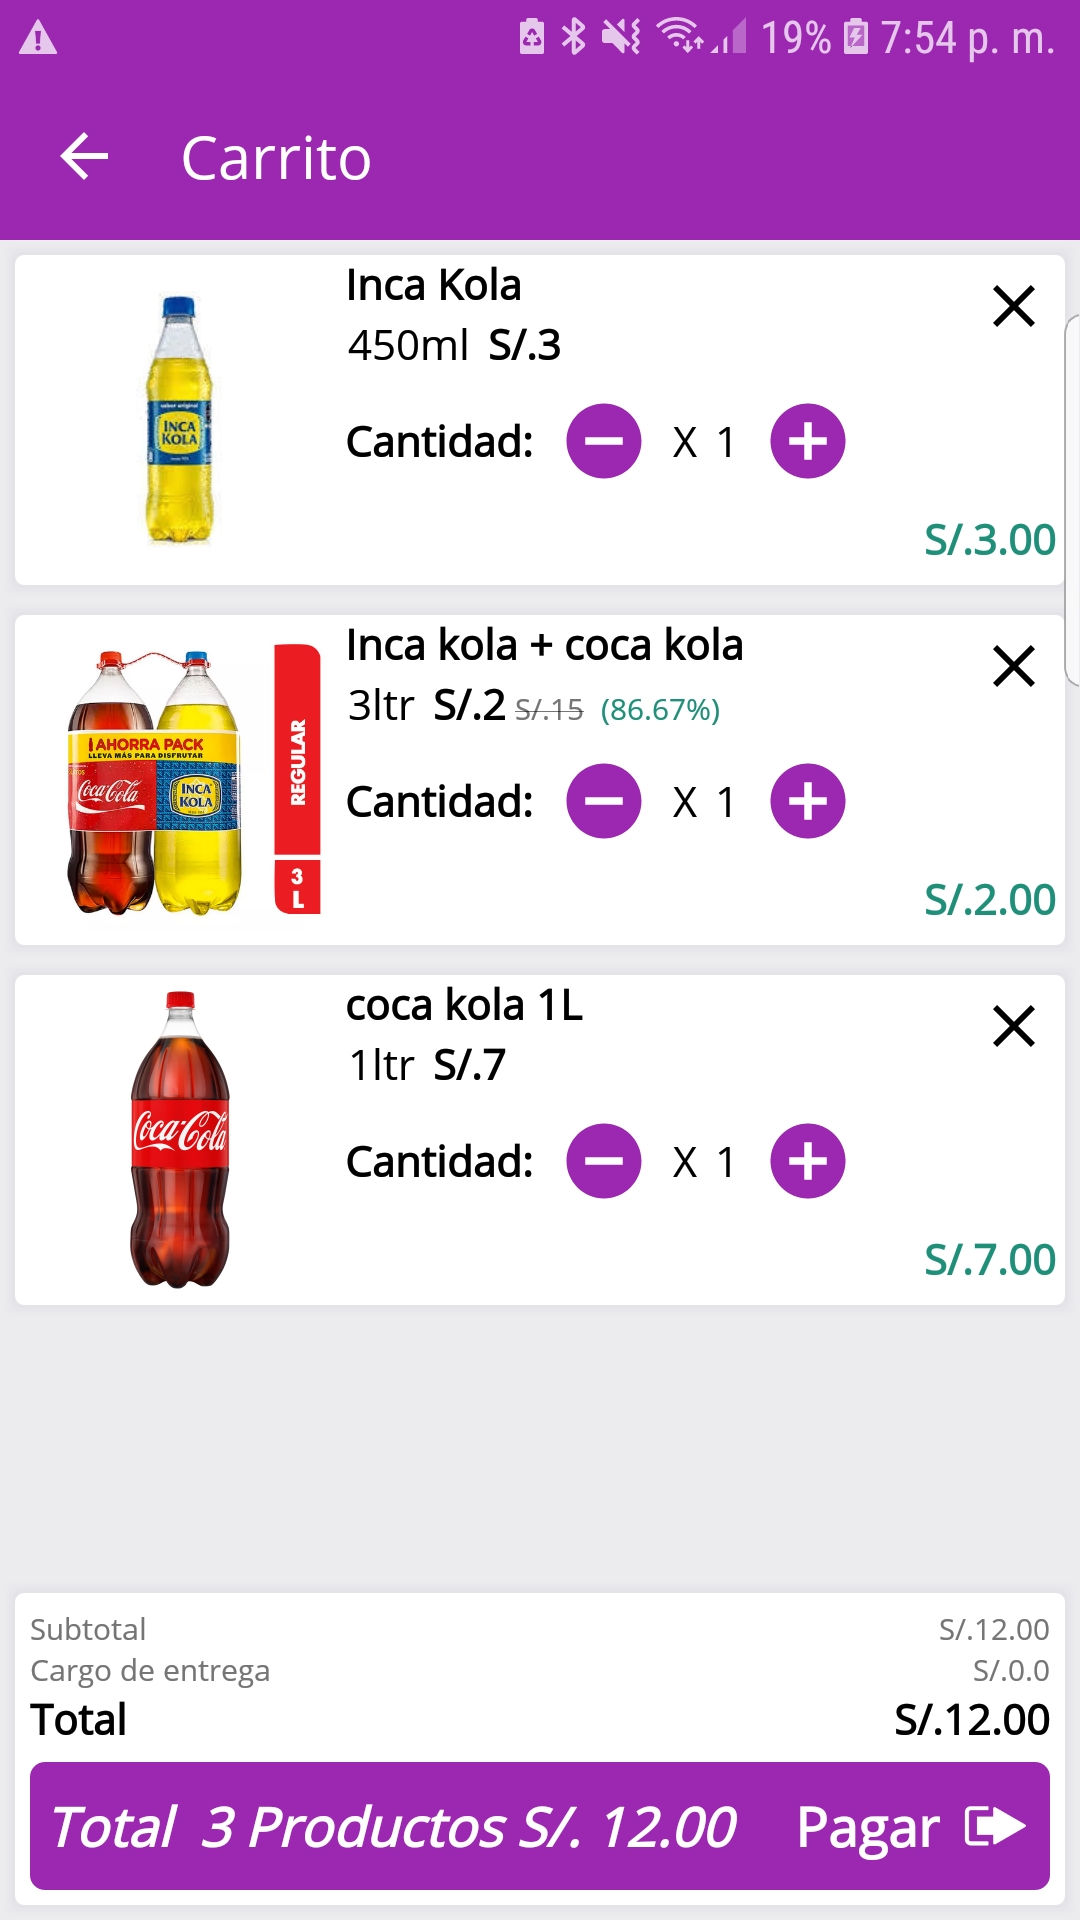 19% 7:54 p. m.
Carrito
Inca Kola
450ml S/.3
Cantidad: X 1
S/.3.00
INCA
KOLA
Inca kola + coca kola
3ltr S/.2 S/.15 (86.67%)
Cantidad: X 1
S/.2.00
¡AHORRA PACK
LLEVA MÁS PARA DISFRUTAR
Coca-Cola
INCA
KOLA
REGULAR
3
L
coca kola 1L
1ltr S/.7
Cantidad: X 1
S/.7.00
Coca-Cola
Subtotal S/.12.00
Cargo de entrega S/.0.0
Total S/.12.00
Total 3 Productos S/. 12.00 Pagar